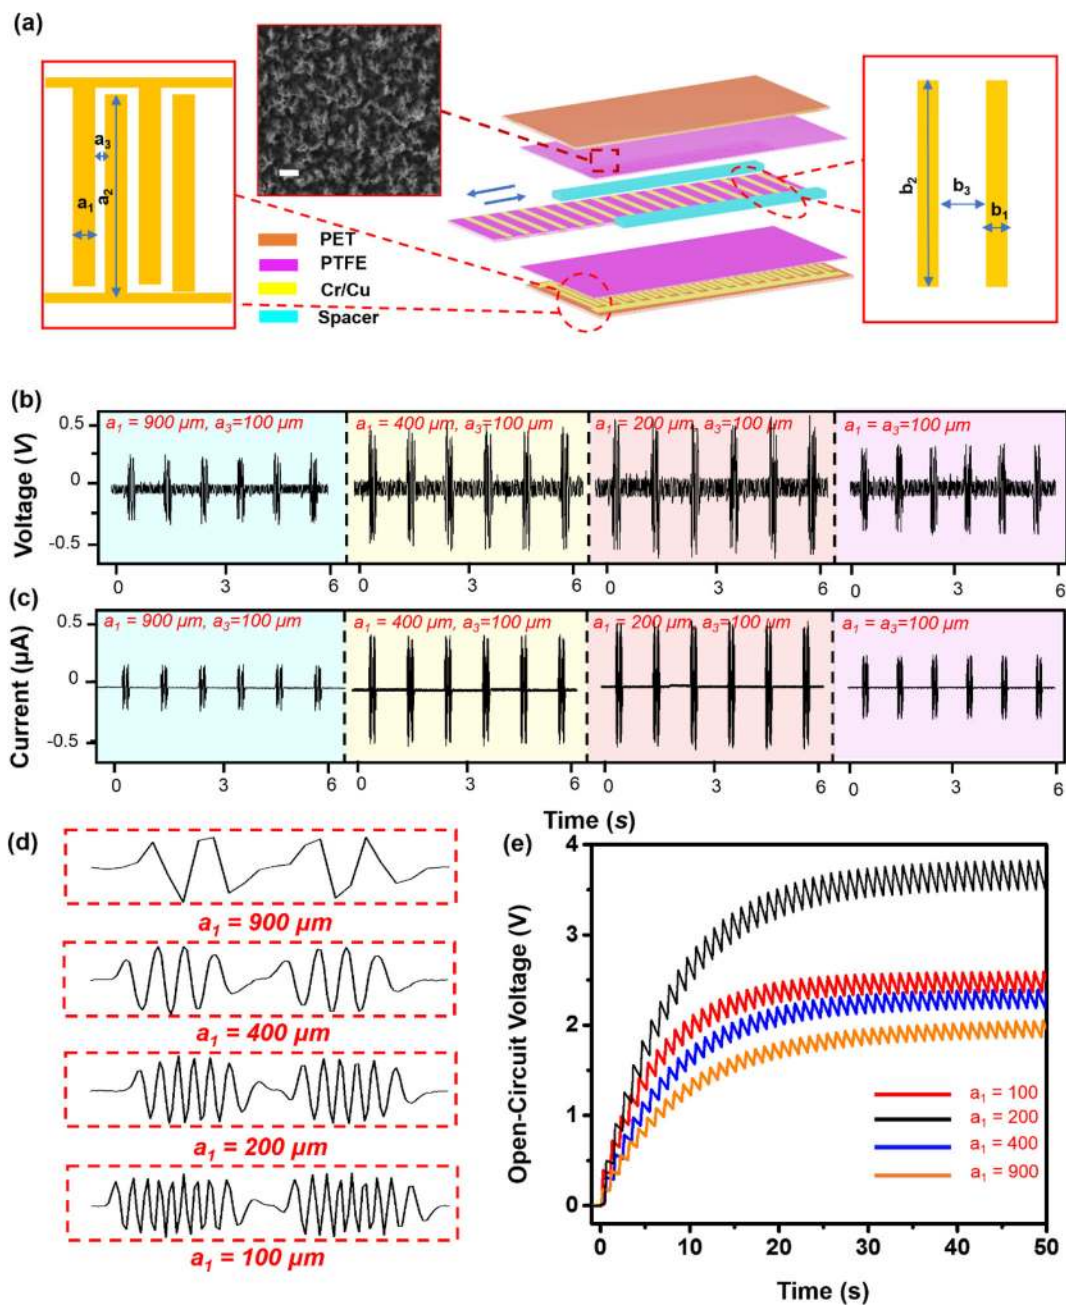 (a)
a3
a2
a1
PET
PTFE
Cr/Cu
Spacer
b2
b3
b1
(b)
Voltage (V)
0.5
0
-0.5
a1 = 900 μm, a3=100 μm
a1 = 400 μm, a3=100 μm
a1 = 200 μm, a3=100 μm
a1 = a3=100 μm
0 3 6 0 3 6 0 3 6 0 3 6
(c)
Current (μA)
0.5
0
-0.5
a1 = 900 μm, a3=100 μm
a1 = 400 μm, a3=100 μm
a1 = 200 μm, a3=100 μm
a1 = a3=100 μm
0 3 6 0 3 6 0 3 6 0 3 6
Time (s)
(d)
a1 = 900 μm
a1 = 400 μm
a1 = 200 μm
a1 = 100 μm
(e)
Open-Circuit Voltage (V)
4
3
2
1
0
a1 = 100
a1 = 200
a1 = 400
a1 = 900
0 10 20 30 40 50
Time (s)